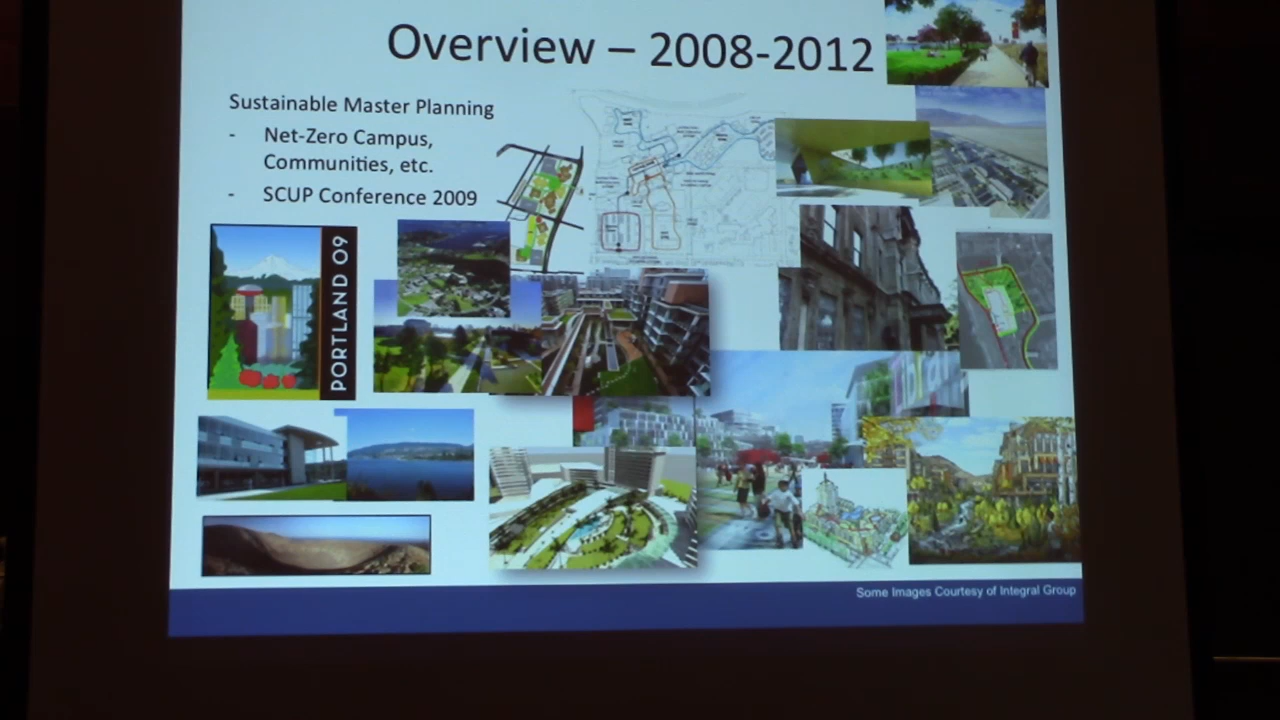 Overview – 2008-2012
Sustainable Master Planning
- Net-Zero Campus,
Communities, etc.
- SCUP Conference 2009
PORTLAND 09
Some Images Courtesy of Integral Group